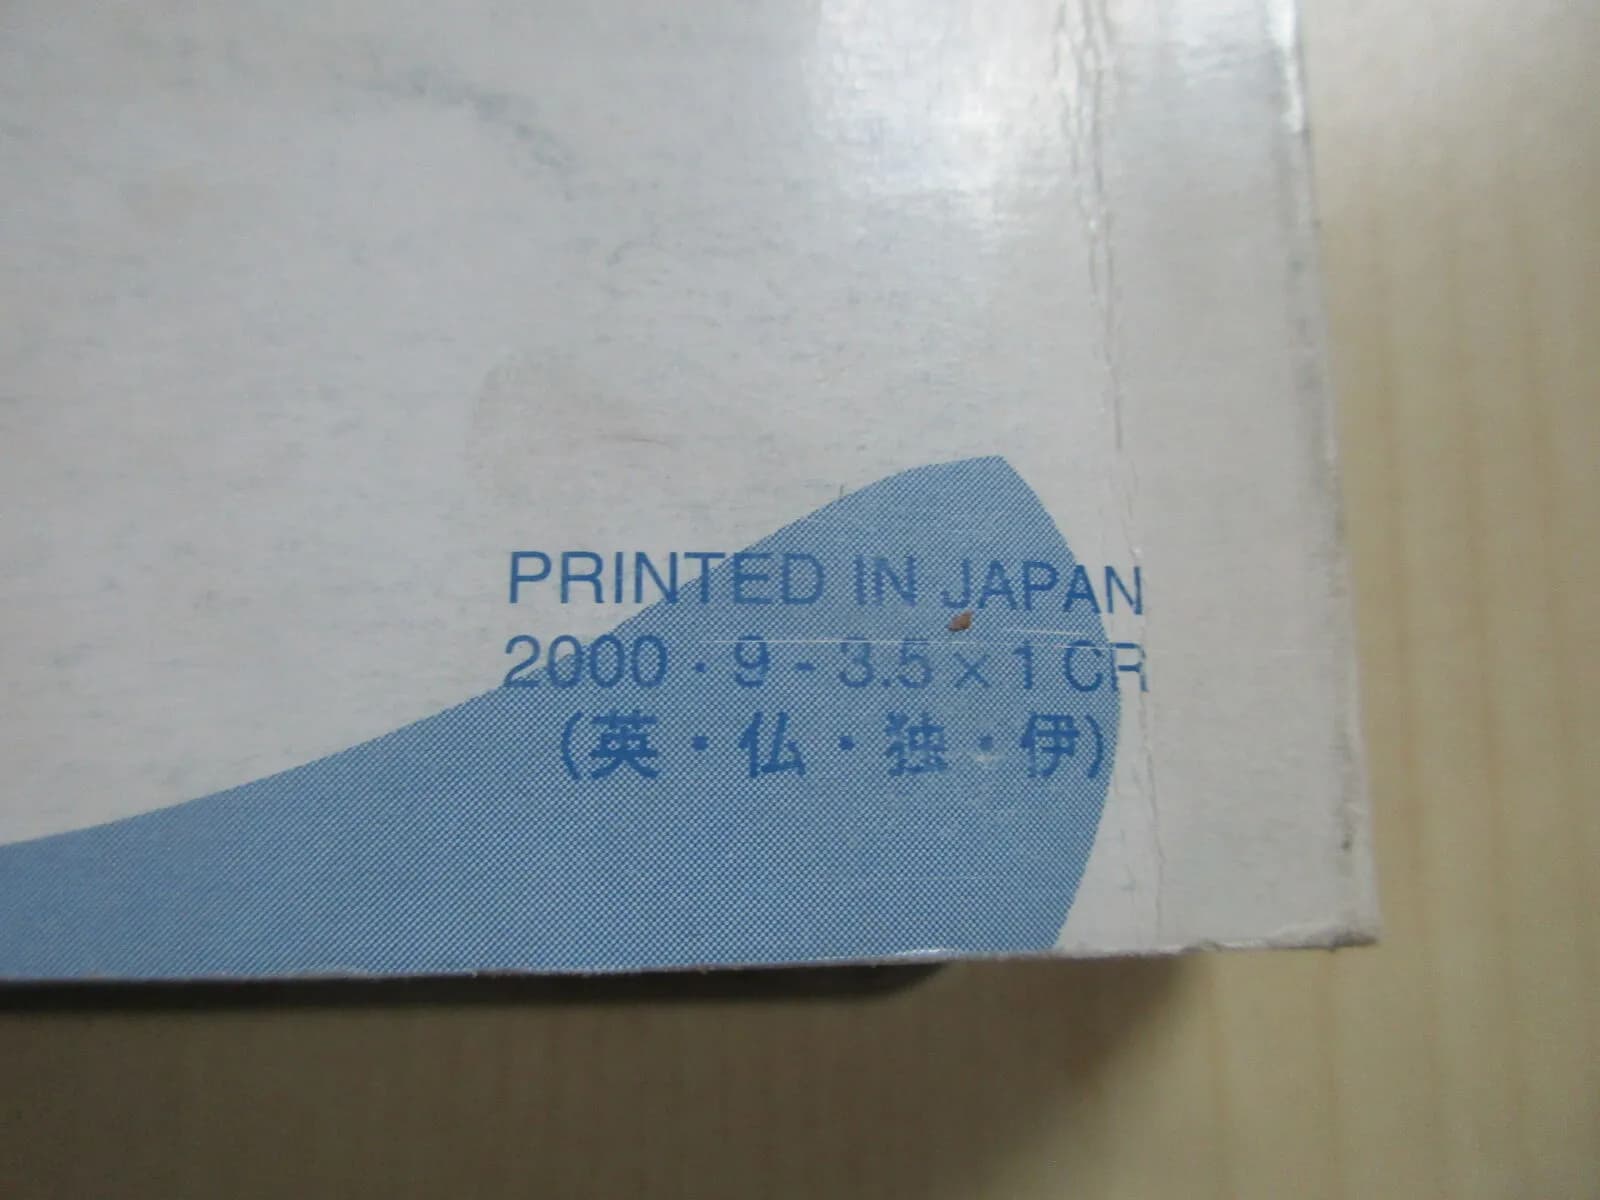 PRINTED IN JAPAN
2000・9 - 3.5×1 CR
(英・仏・独・伊)